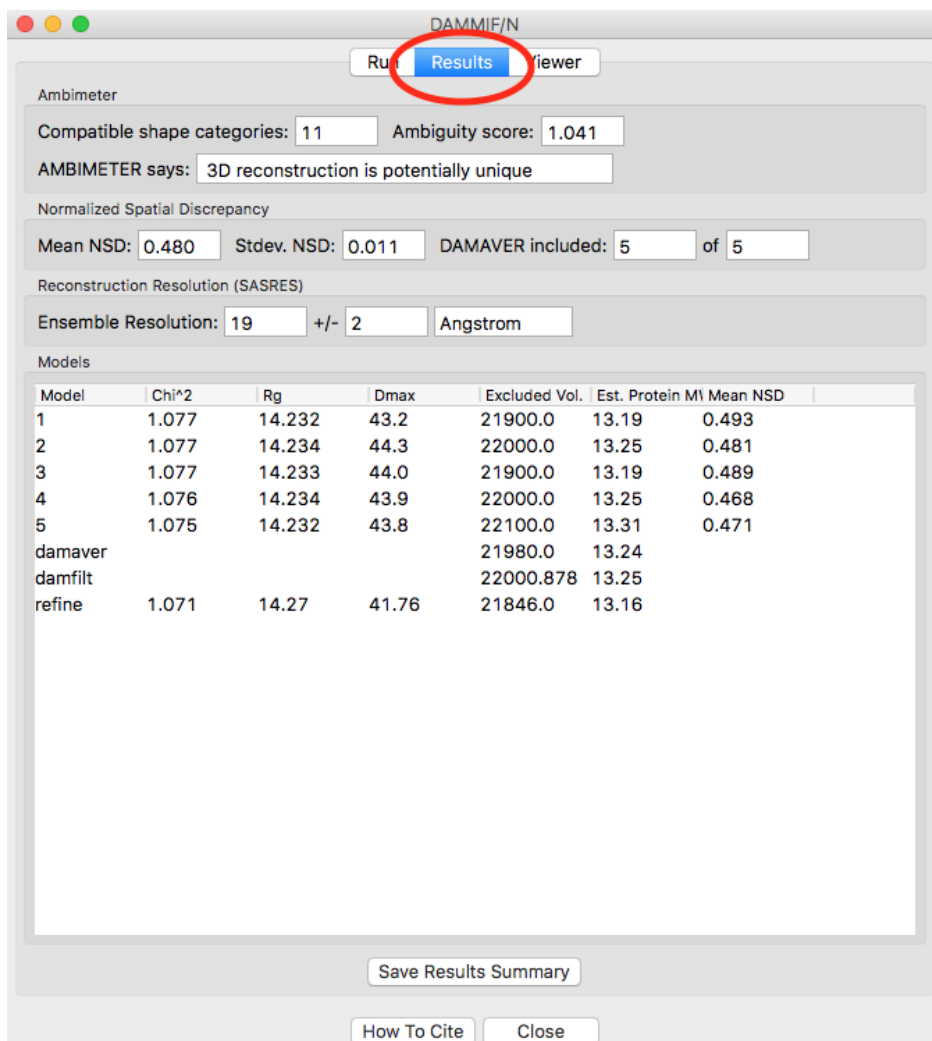 DAMMIF/N
Run Results Viewer
Ambimeter
Compatible shape categories: 11 Ambiguity score: 1.041
AMBIMETER says: 3D reconstruction is potentially unique
Normalized Spatial Discrepancy
Mean NSD: 0.480 Stdev. NSD: 0.011 DAMAVER included: 5 of 5
Reconstruction Resolution (SASRES)
Ensemble Resolution: 19 +/- 2 Angstrom
Models
Model Chi^2 Rg Dmax Excluded Vol. Est. Protein MW Mean NSD
1 1.077 14.232 43.2 21900.0 13.19 0.493
2 1.077 14.234 44.3 22000.0 13.25 0.481
3 1.077 14.233 44.0 21900.0 13.19 0.489
4 1.076 14.234 43.9 22000.0 13.25 0.468
5 1.075 14.232 43.8 22100.0 13.31 0.471
damaver 21980.0 13.24
damfilt 22000.878 13.25
refine 1.071 14.27 41.76 21846.0 13.16
Save Results Summary
How To Cite Close